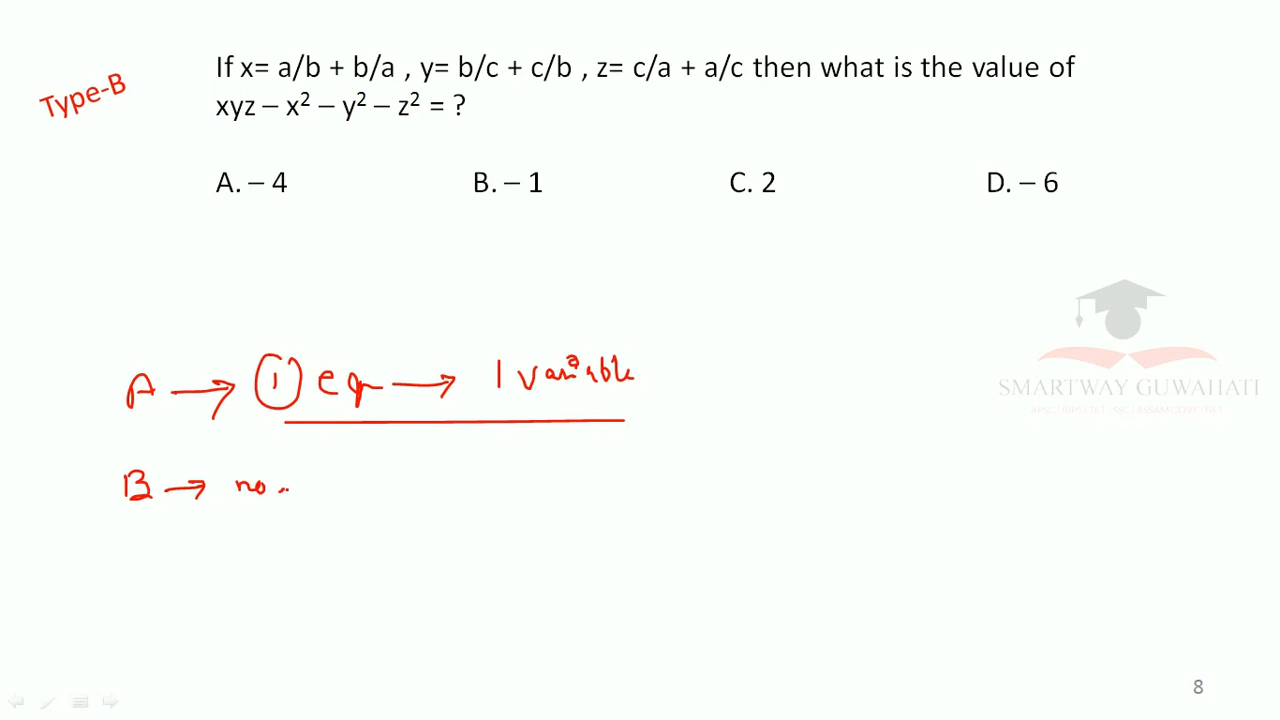 If x= a/b + b/a , y= b/c + c/b , z= c/a + a/c then what is the value of
Type-B
xyz – x² – y² – z² = ?
A. – 4 B. – 1 C. 2 D. – 6
A → 1 eq → 1 variable
SMARTWAY GUWAHATI
B → no
8